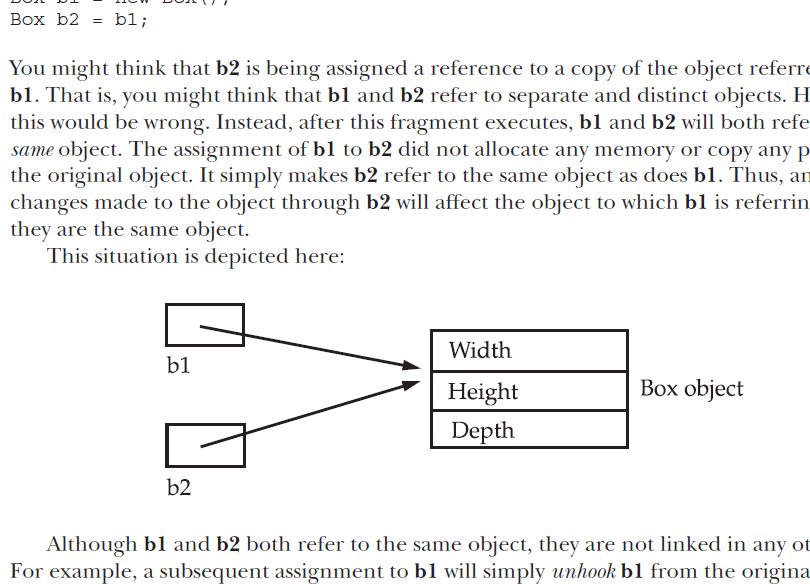 Box b1 = new Box();
Box b2 = b1;
You might think that b2 is being assigned a reference to a copy of the object referre
b1. That is, you might think that b1 and b2 refer to separate and distinct objects. H
this would be wrong. Instead, after this fragment executes, b1 and b2 will both refe
same object. The assignment of b1 to b2 did not allocate any memory or copy any p
the original object. It simply makes b2 refer to the same object as does b1. Thus, an
changes made to the object through b2 will affect the object to which b1 is referrin
they are the same object.
This situation is depicted here:
b1
Width
Height
Box object
Depth
b2
Although b1 and b2 both refer to the same object, they are not linked in any ot
For example, a subsequent assignment to b1 will simply unhook b1 from the origina